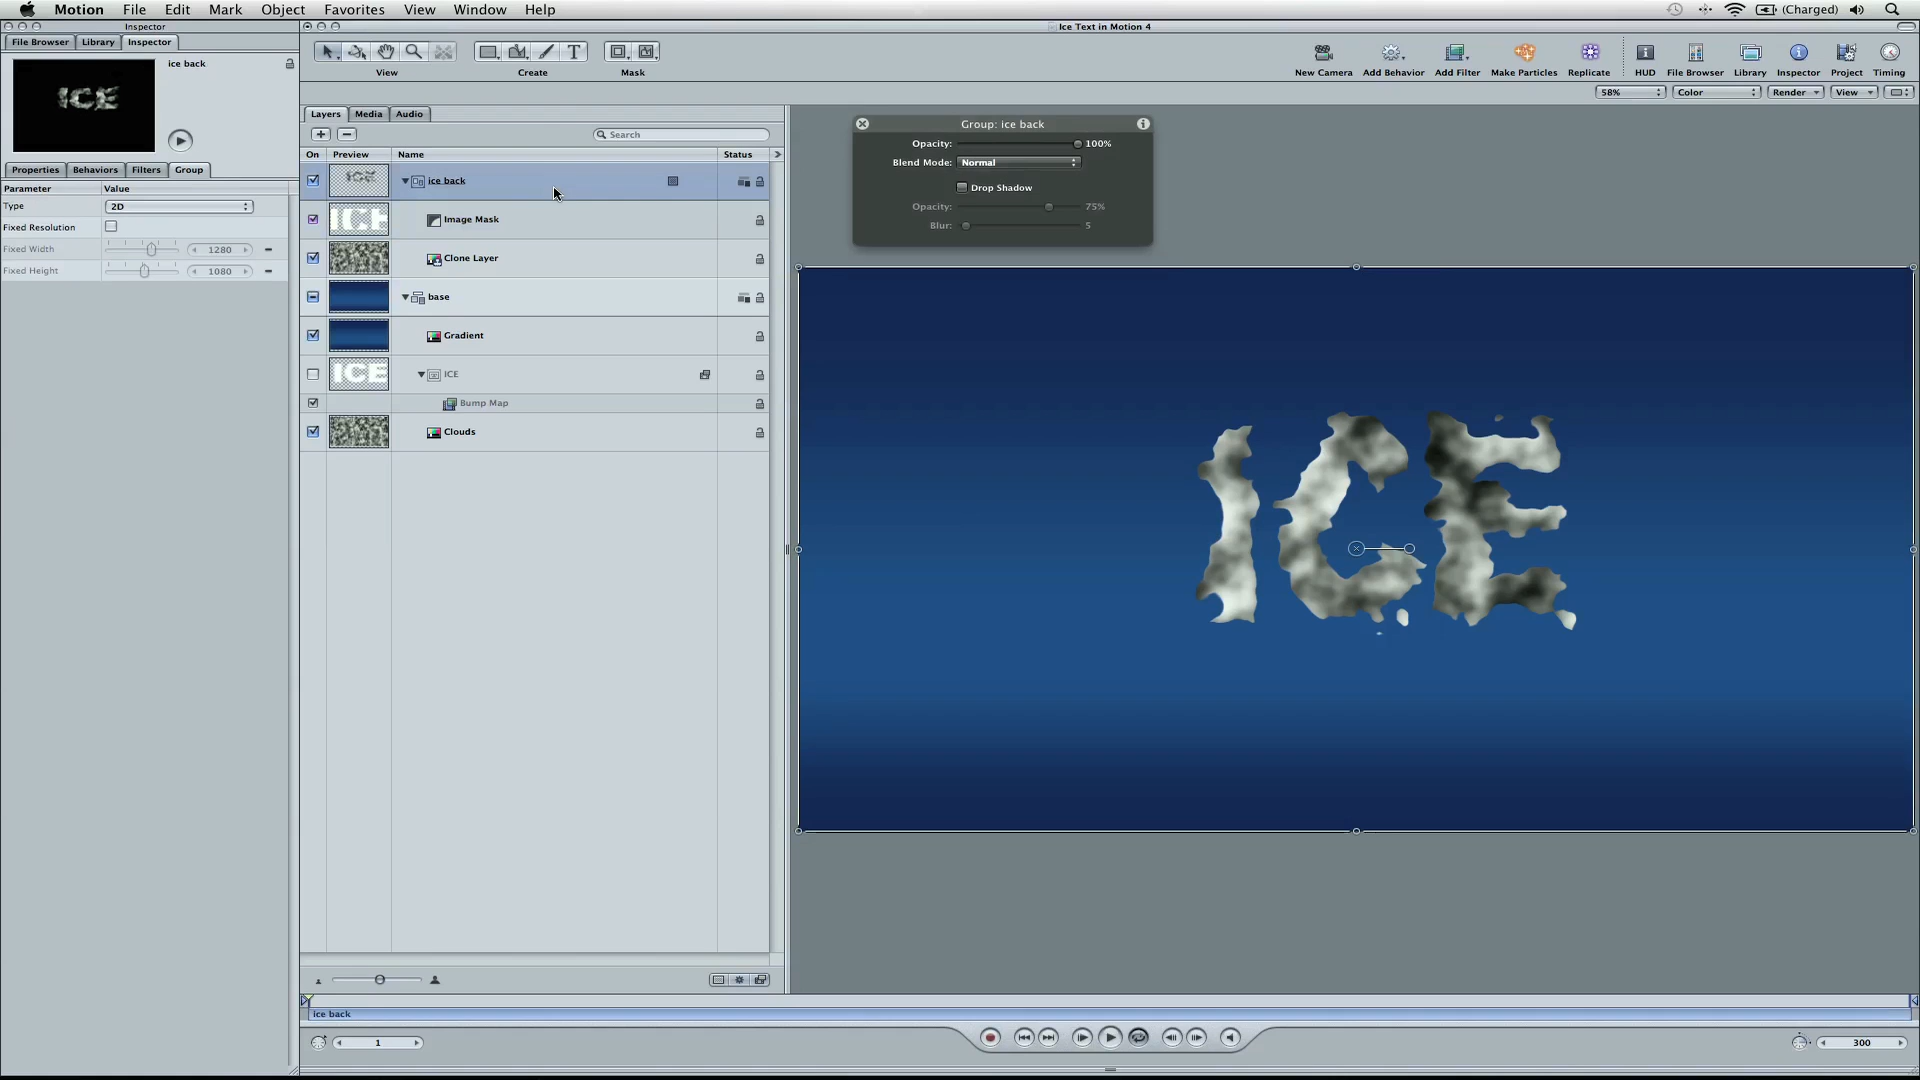 Motion File Edit Mark Object Favorites View Window Help (Charged)
Inspector Ice Text in Motion 4
File Browser Library Inspector
ice back
View Create Mask New Camera Add Behavior Add Filter Make Particles Replicate HUD File Browser Library Inspector Project Timing
58% Color Render View
ICE
Properties Behaviors Filters Group
Parameter Value
Type 2D
Fixed Resolution
Fixed Width 1280
Fixed Height 1080
Layers Media Audio
Search
On Preview Name Status
ICE ice back
ICE Image Mask
Clone Layer
base
Gradient
ICE ICE
Bump Map
Clouds
Group: ice back
Opacity: 100%
Blend Mode: Normal
Drop Shadow
Opacity: 75%
Blur: 5
ICE
ice back
1 300